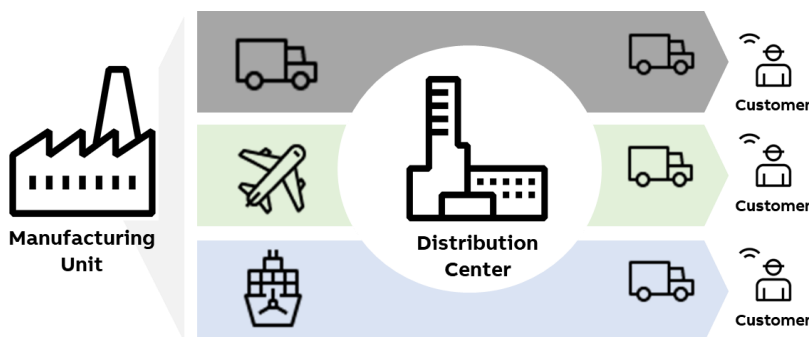 Manufacturing
Unit
Distribution
Center
Customer
Customer
Customer